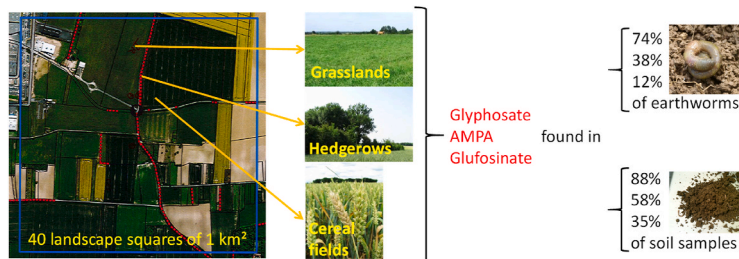 Grasslands
Hedgerows
Cereal
fields
40 landscape squares of 1 km²
Glyphosate
AMPA
Glufosinate
found in
74%
38%
12%
of earthworms
88%
58%
35%
of soil samples